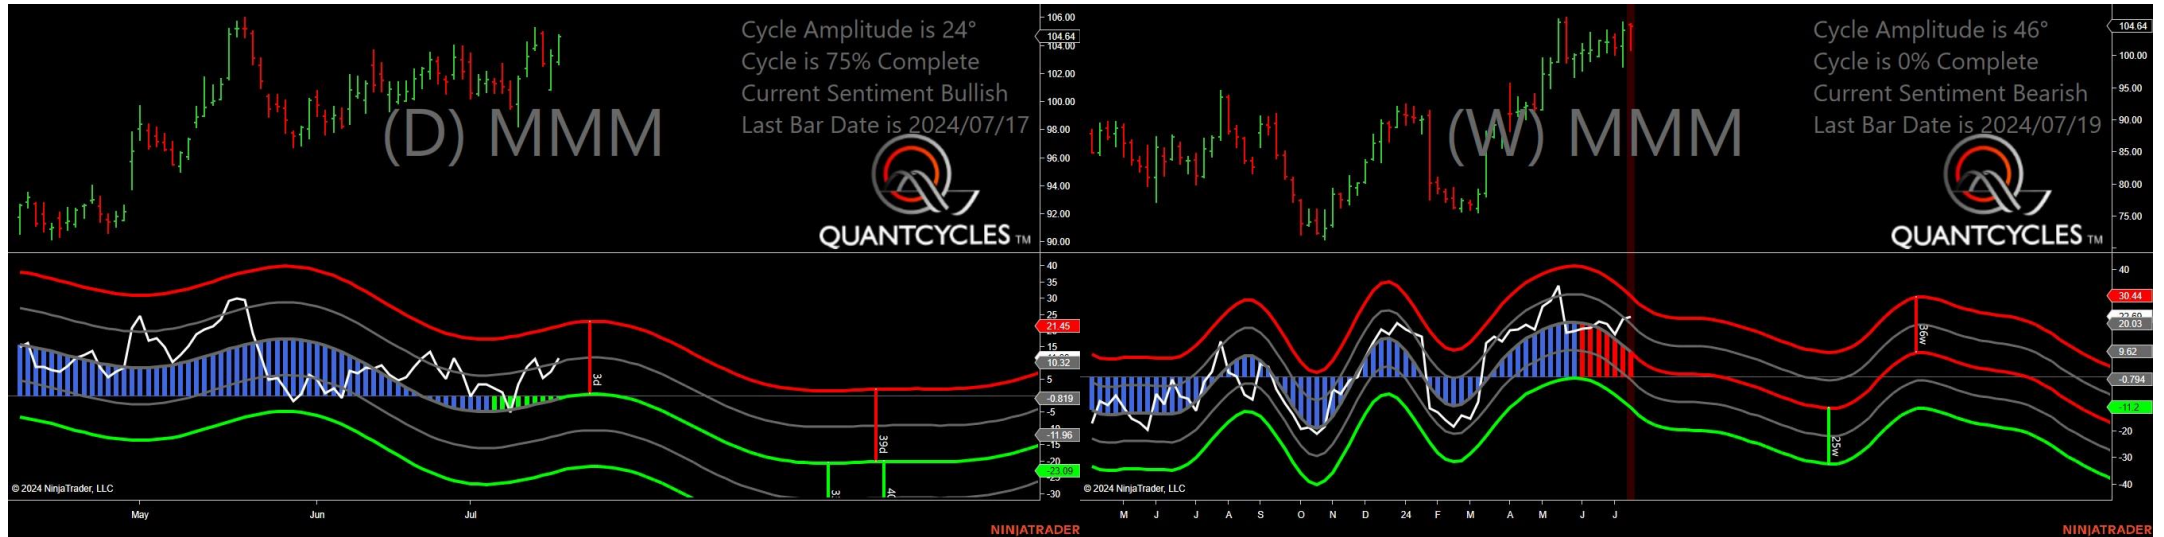 Cycle Amplitude is 24°
Cycle is 75% Complete
Current Sentiment Bullish
Last Bar Date is 2024/07/17
(D) MMM
QUANTCYCLES TM
106.00
104.64
104.00
102.00
100.00
98.00
96.00
94.00
92.00
90.00
40
35
30
25
21.45
15
10.32
5
-0.819
-5
-11.96
-15
-20
-23.09
-30
3d
39d
© 2024 NinjaTrader, LLC
May Jun Jul
NINJATRADER
Cycle Amplitude is 46°
Cycle is 0% Complete
Current Sentiment Bearish
Last Bar Date is 2024/07/19
(W) MMM
QUANTCYCLES TM
104.64
100.00
95.00
90.00
85.00
80.00
75.00
40
30.44
20.03
9.62
-0.794
-11.2
-20
-30
-40
36w
25w
© 2024 NinjaTrader, LLC
M J J A S O N D 24 F M A M J J
NINJATRADER